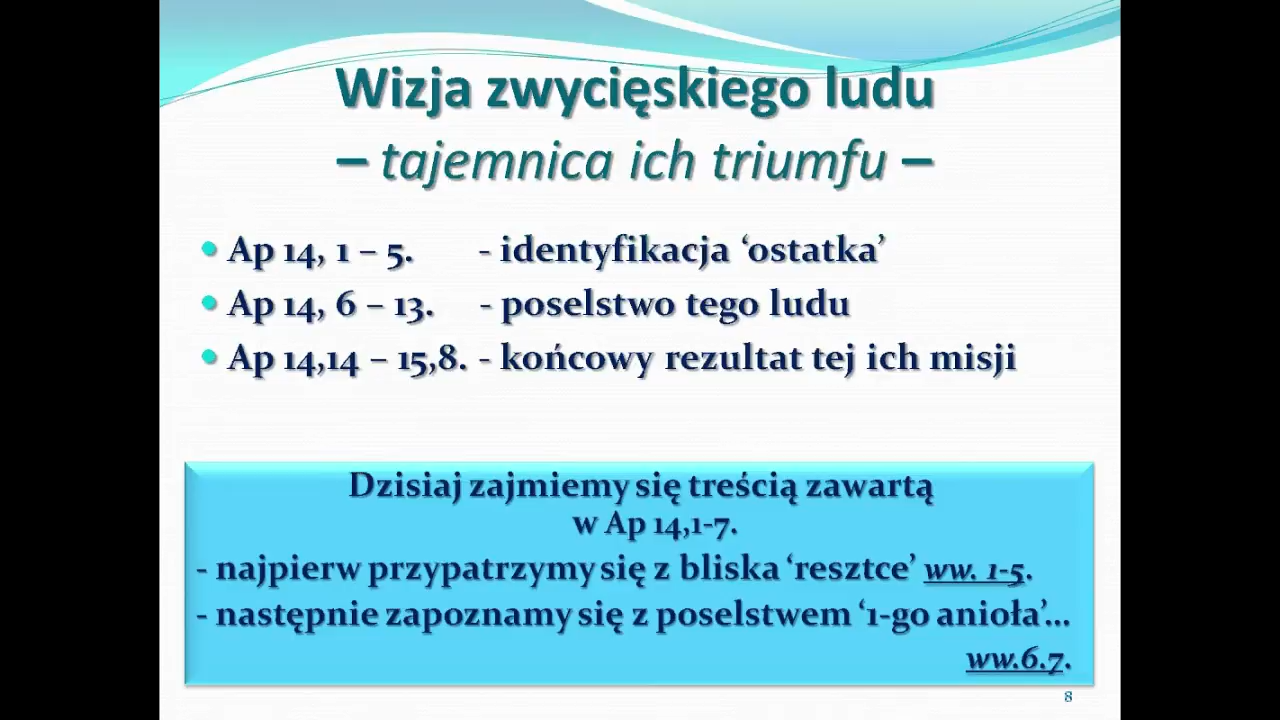 Wizja zwycięskiego ludu
– tajemnica ich triumfu –
Ap 14, 1 – 5. - identyfikacja ‘ostatka’
Ap 14, 6 – 13. - poselstwo tego ludu
Ap 14,14 – 15,8. - końcowy rezultat tej ich misji
Dzisiaj zajmiemy się treścią zawartą
w Ap 14,1-7.
- najpierw przypatrzymy się z bliska ‘resztce’ ww. 1-5.
- następnie zapoznamy się z poselstwem ‘1-go anioła’...
ww.6.7.
8